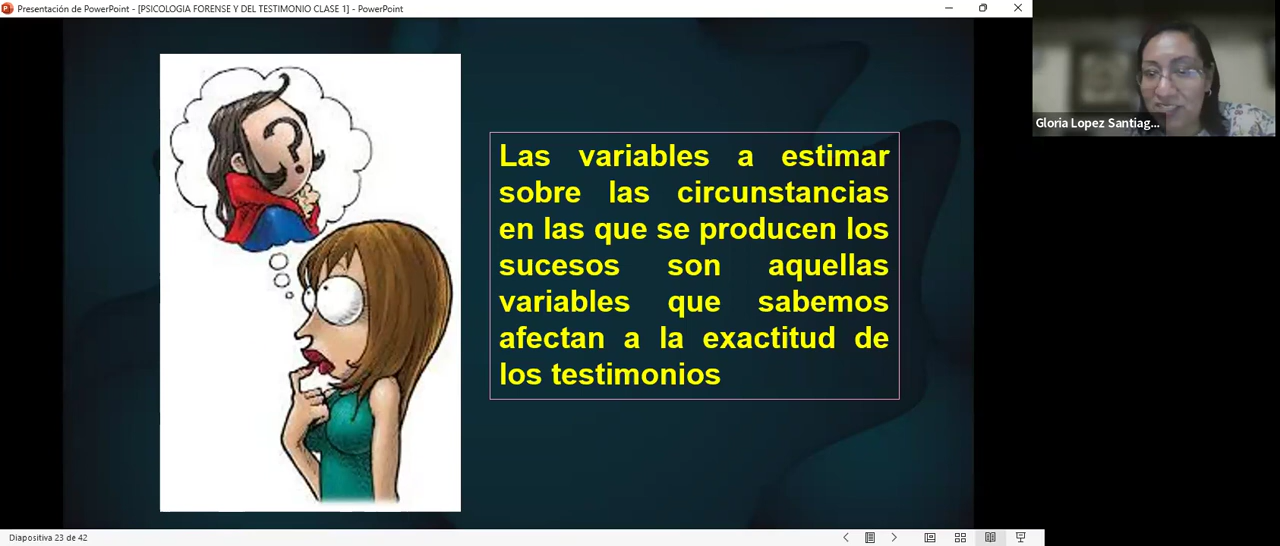 Presentación de PowerPoint - [PSICOLOGIA FORENSE Y DEL TESTIMONIO CLASE 1] - PowerPoint
Gloria Lopez Santiag...
?
Las variables a estimar
sobre las circunstancias
en las que se producen los
sucesos son aquellas
variables que sabemos
afectan a la exactitud de
los testimonios
Diapositiva 23 de 42